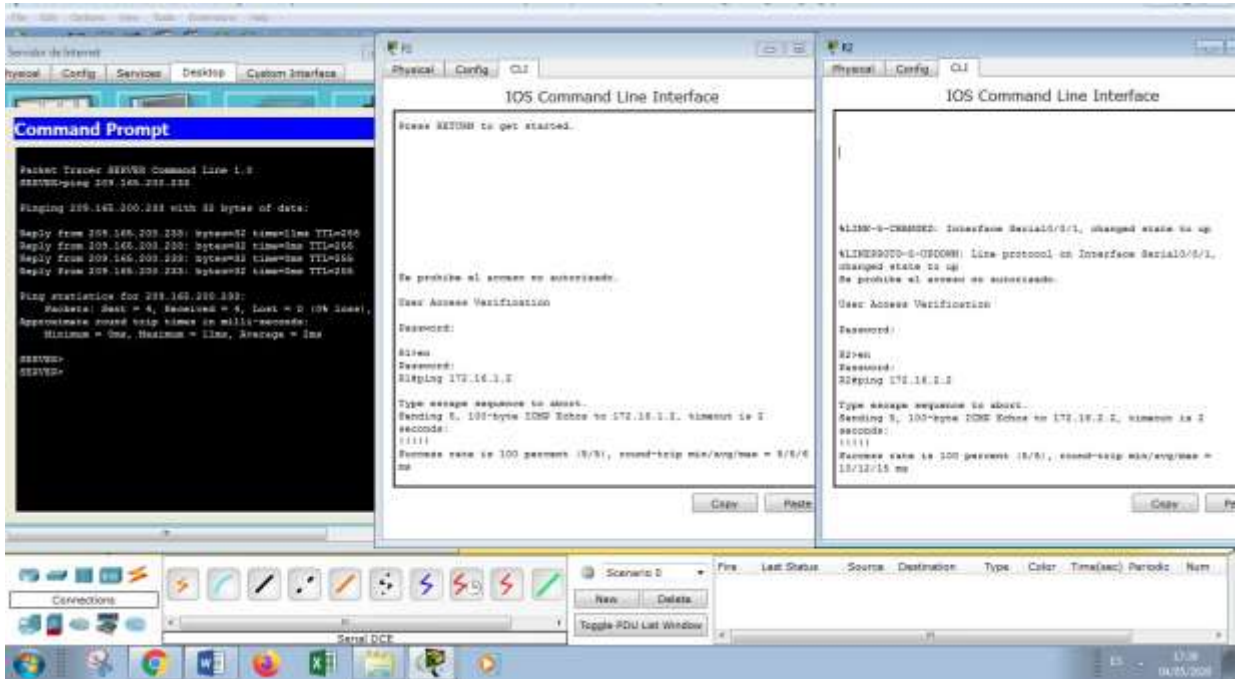 File Edit Options View Tools Extensions Help
Servidor de Internet
Physical Config Services Desktop Custom Interface
Command Prompt
Packet Tracer SERVER Command Line 1.0
SERVER>ping 209.165.200.233
Pinging 209.165.200.233 with 32 bytes of data:
Reply from 209.165.200.233: bytes=32 time=11ms TTL=255
Reply from 209.165.200.233: bytes=32 time=0ms TTL=255
Reply from 209.165.200.233: bytes=32 time=0ms TTL=255
Reply from 209.165.200.233: bytes=32 time=0ms TTL=255
Ping statistics for 209.165.200.233:
Packets: Sent = 4, Received = 4, Lost = 0 (0% loss),
Approximate round trip times in milli-seconds:
Minimum = 0ms, Maximum = 11ms, Average = 2ms
SERVER>
SERVER>
R1
Physical Config CLI
IOS Command Line Interface
Press RETURN to get started.
Se prohibe el acceso no autorizado.
User Access Verification
Password:
R1>en
Password:
R1#ping 172.16.1.2
Type escape sequence to abort.
Sending 5, 100-byte ICMP Echos to 172.16.1.2, timeout is 2
seconds:
!!!!!
Success rate is 100 percent (5/5), round-trip min/avg/max =
ms
Copy Paste
R2
Physical Config CLI
IOS Command Line Interface
%LINK-5-CHANGED: Interface Serial0/0/1, changed state to up
%LINEPROTO-5-UPDOWN: Line protocol on Interface Serial0/0/1,
changed state to up
Se prohibe el acceso no autorizado.
User Access Verification
Password:
R2>en
Password:
R2#ping 172.16.2.2
Type escape sequence to abort.
Sending 5, 100-byte ICMP Echos to 172.16.2.2, timeout is 2
seconds:
!!!!!
Success rate is 100 percent (5/5), round-trip min/avg/max =
10/12/15 ms
Copy
Connections
Serial DCE
Scenario 0
New Delete
Toggle PDU List Window
Fire Last Status Source Destination Type Color Time(sec) Periodic Num
ES
04/05/2020